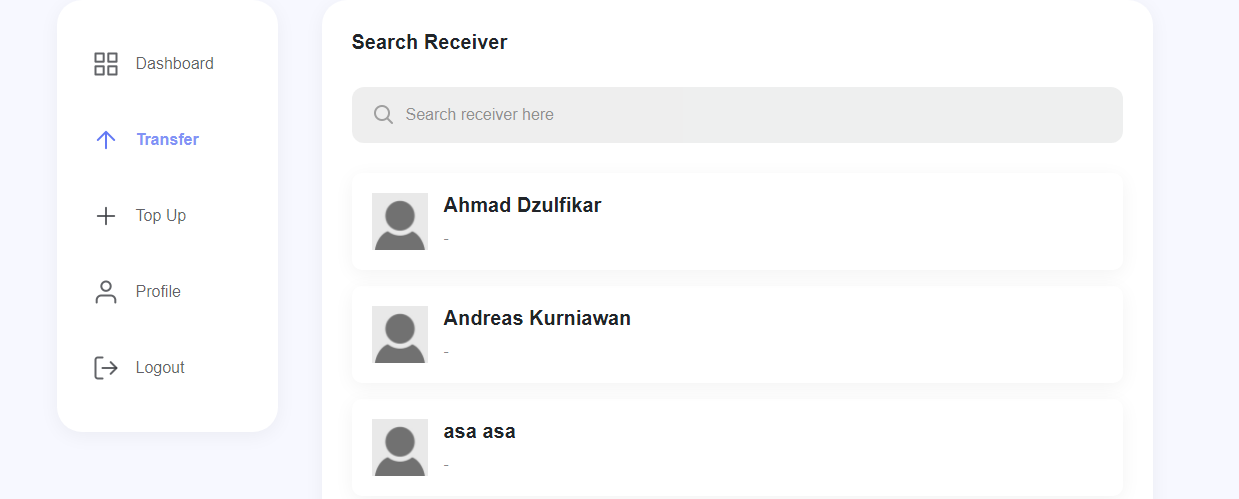 Dashboard
Transfer
Top Up
Profile
Logout
Search Receiver
Search receiver here
Ahmad Dzulfikar
-
Andreas Kurniawan
-
asa asa
-